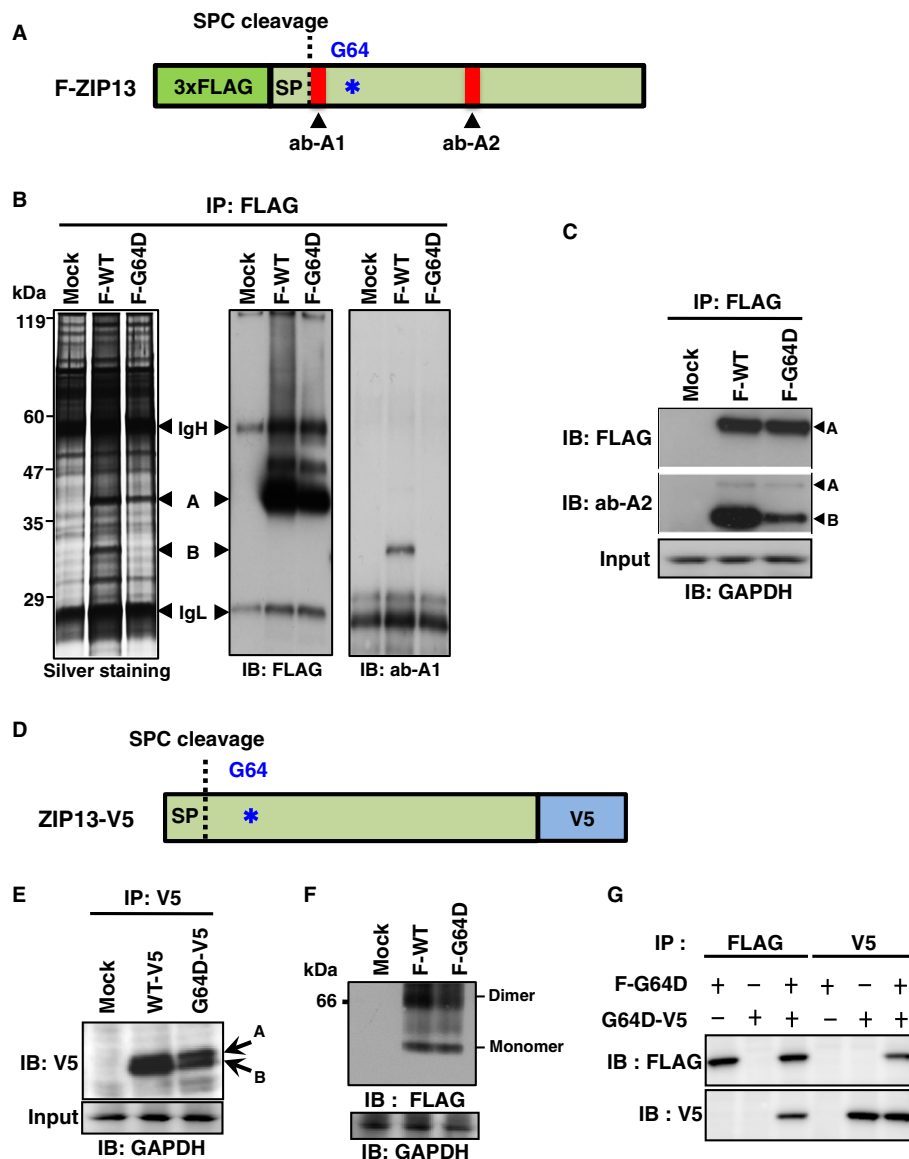 A
SPC cleavage
G64
F-ZIP13
3xFLAG
SP
*
ab-A1
ab-A2
B
IP: FLAG
kDa
Mock
F-WT
F-G64D
Mock
F-WT
F-G64D
Mock
F-WT
F-G64D
119
60
47
35
29
IgH
A
B
IgL
Silver staining
IB: FLAG
IB: ab-A1
C
IP: FLAG
Mock
F-WT
F-G64D
IB: FLAG
A
IB: ab-A2
A
B
Input
IB: GAPDH
D
SPC cleavage
G64
ZIP13-V5
SP
*
V5
E
IP: V5
Mock
WT-V5
G64D-V5
IB: V5
A
B
Input
IB: GAPDH
F
kDa
Mock
F-WT
F-G64D
66
Dimer
Monomer
IB : FLAG
IB: GAPDH
G
IP : FLAG V5
F-G64D + – + + – +
G64D-V5 – + + – + +
IB : FLAG
IB : V5